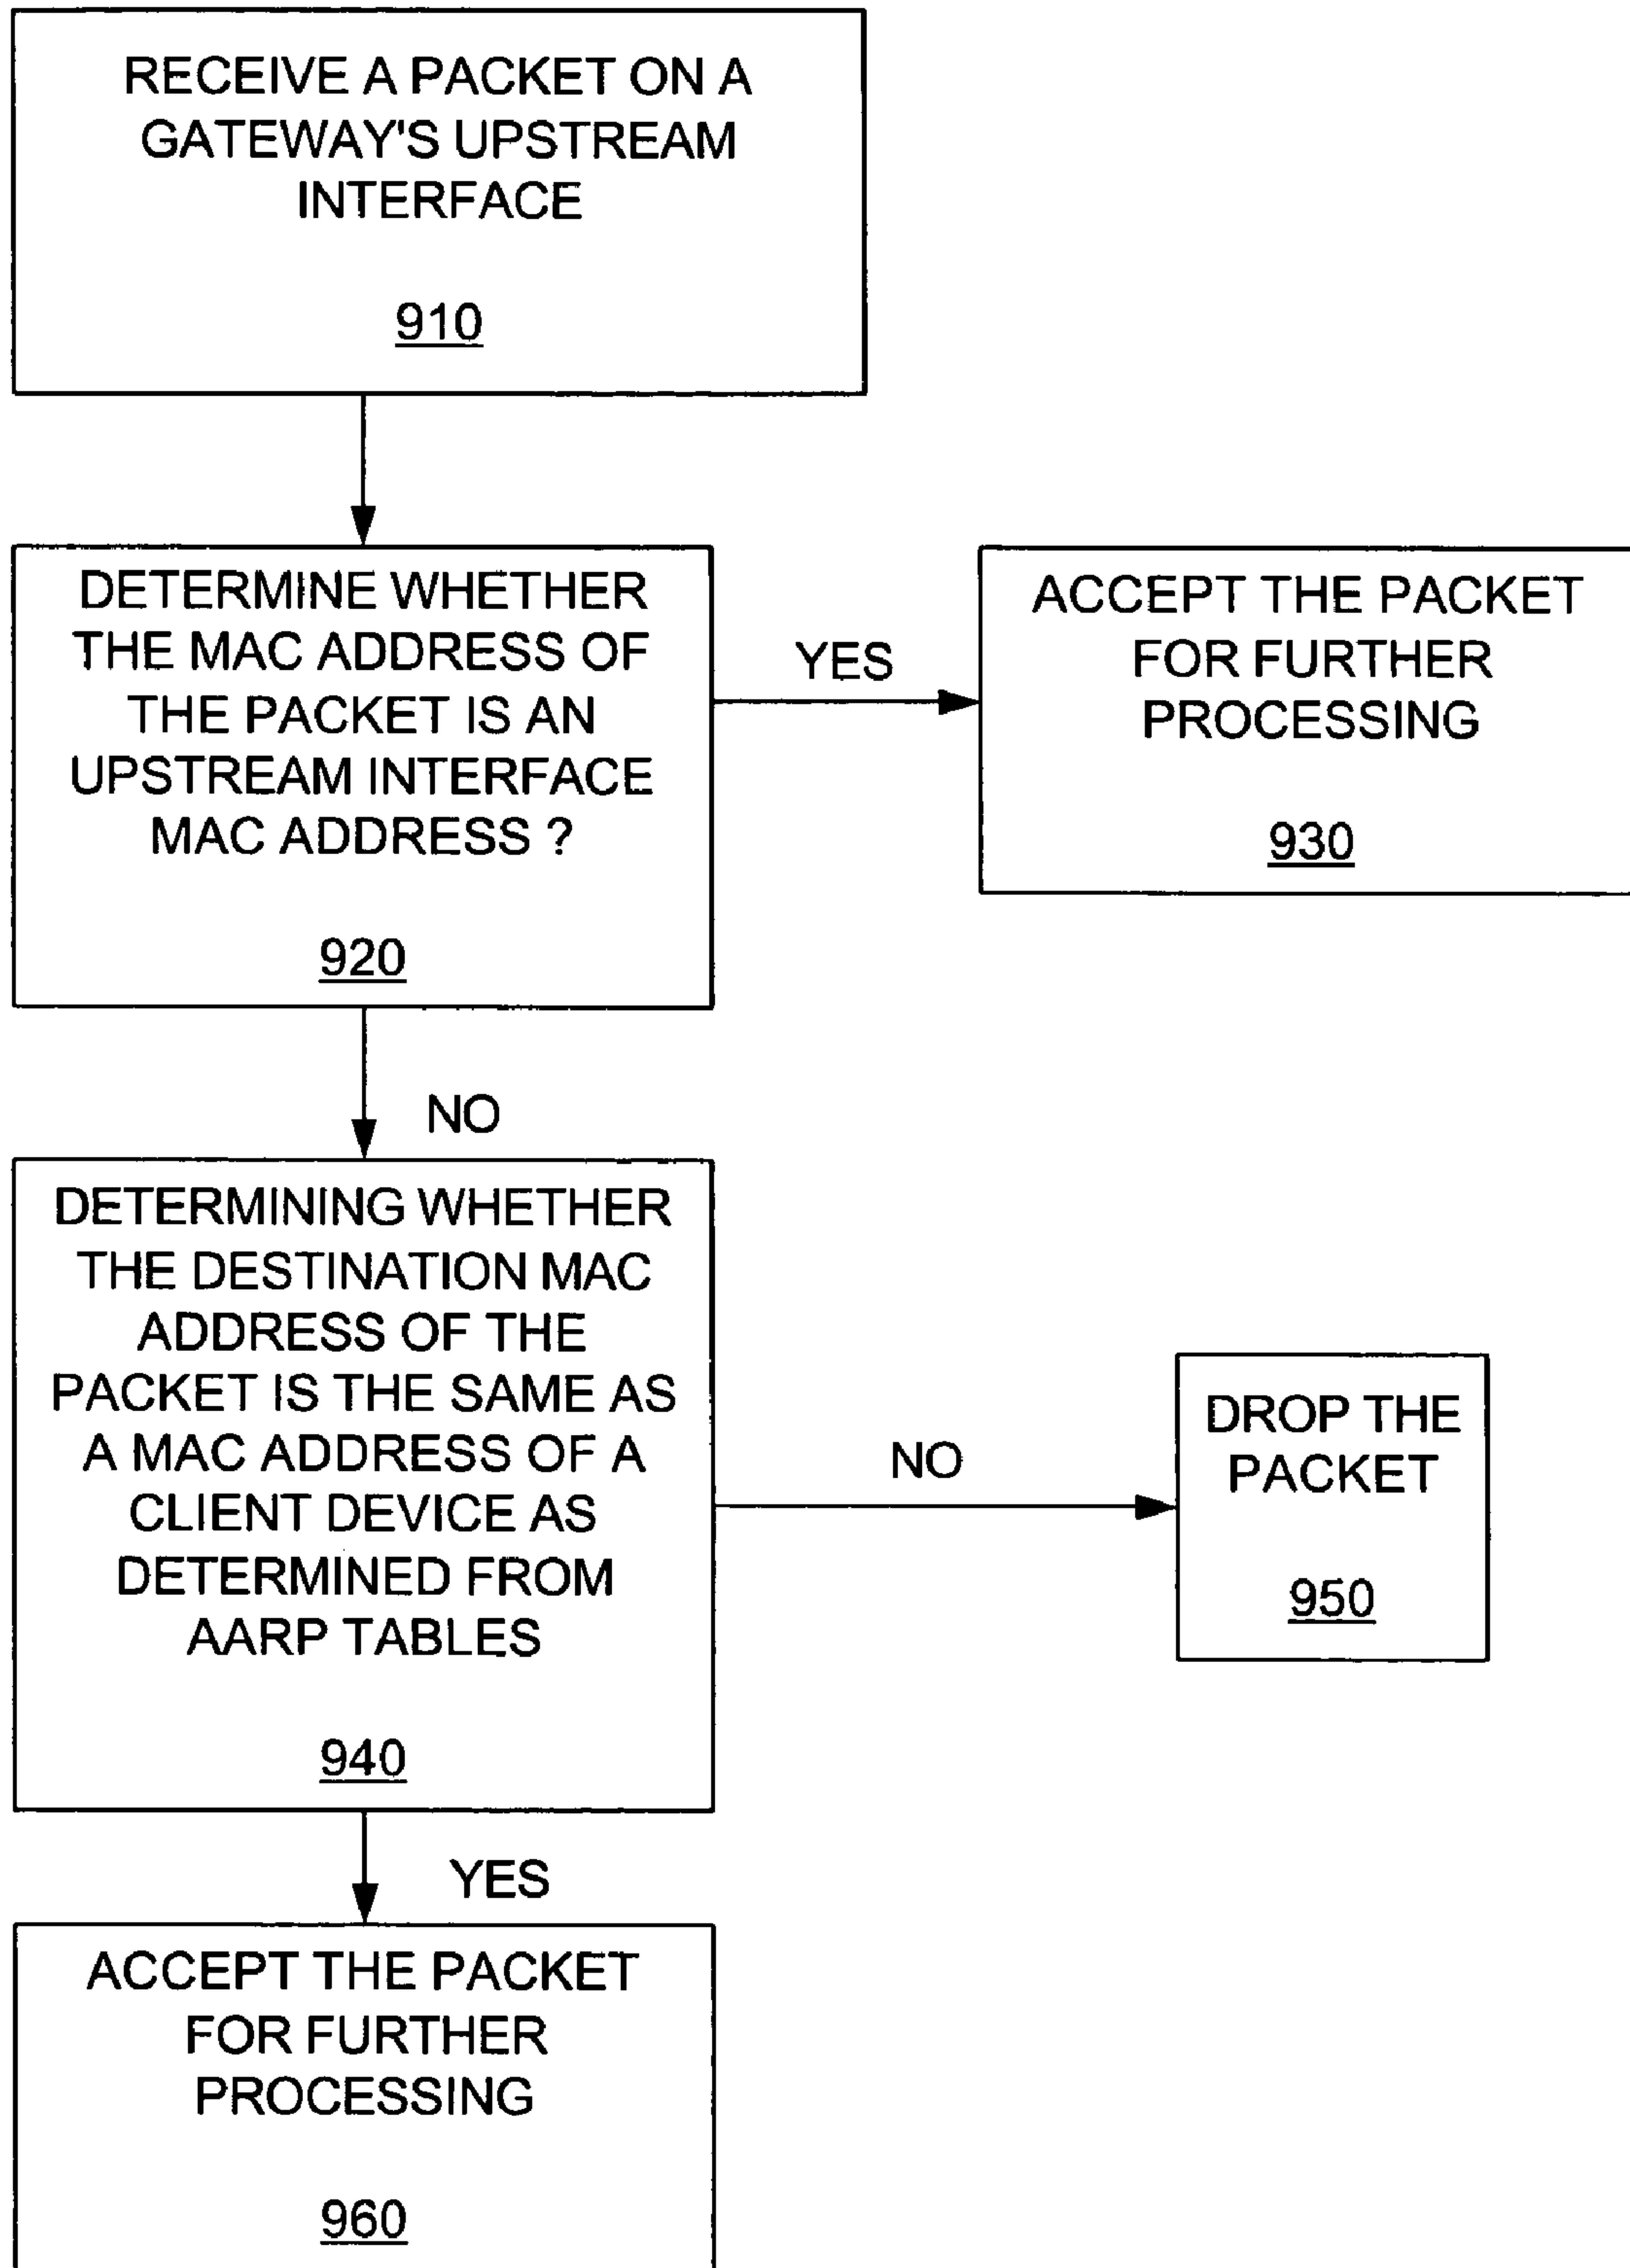 RECEIVE A PACKET ON A
GATEWAY'S UPSTREAM
INTERFACE
910
DETERMINE WHETHER
THE MAC ADDRESS OF
THE PACKET IS AN
UPSTREAM INTERFACE
MAC ADDRESS ?
920
YES
ACCEPT THE PACKET
FOR FURTHER
PROCESSING
930
NO
DETERMINING WHETHER
THE DESTINATION MAC
ADDRESS OF THE
PACKET IS THE SAME AS
A MAC ADDRESS OF A
CLIENT DEVICE AS
DETERMINED FROM
AARP TABLES
940
NO
DROP THE
PACKET
950
YES
ACCEPT THE PACKET
FOR FURTHER
PROCESSING
960